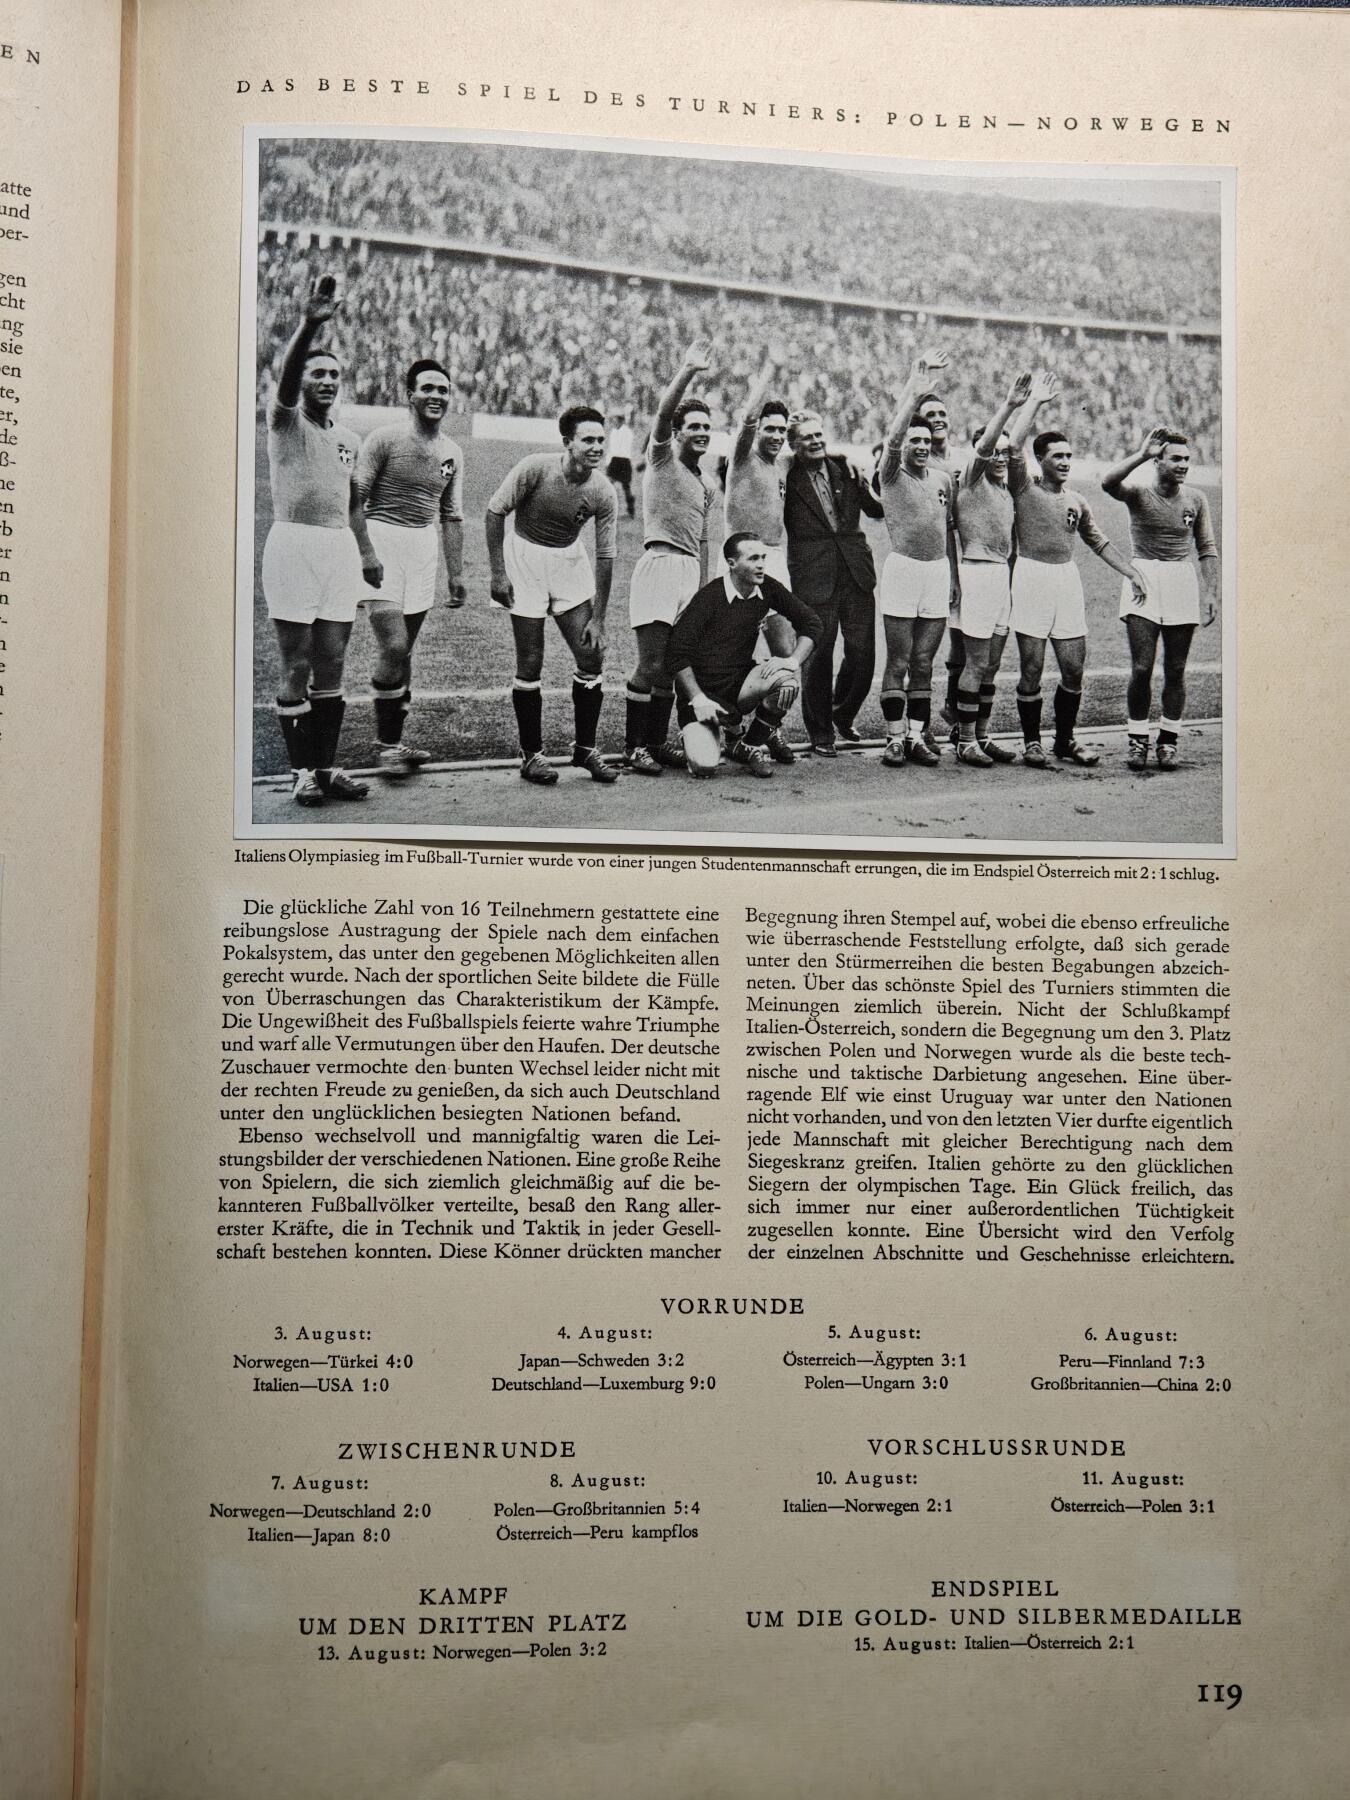 EN
atte
und
ber-
gen
cht
ng
sie
en
te,
er,
de
ß-
ne
en
rb
er
n
n
r-
n
e
n
DAS BESTE SPIEL DES TURNIERS: POLEN—NORWEGEN
Italiens Olympiasieg im Fußball-Turnier wurde von einer jungen Studentenmannschaft errungen, die im Endspiel Österreich mit 2:1 schlug.
Die glückliche Zahl von 16 Teilnehmern gestattete eine
reibungslose Austragung der Spiele nach dem einfachen
Pokalsystem, das unter den gegebenen Möglichkeiten allen
gerecht wurde. Nach der sportlichen Seite bildete die Fülle
von Überraschungen das Charakteristikum der Kämpfe.
Die Ungewißheit des Fußballspiels feierte wahre Triumphe
und warf alle Vermutungen über den Haufen. Der deutsche
Zuschauer vermochte den bunten Wechsel leider nicht mit
der rechten Freude zu genießen, da sich auch Deutschland
unter den unglücklichen besiegten Nationen befand.
Ebenso wechselvoll und mannigfaltig waren die Lei-
stungsbilder der verschiedenen Nationen. Eine große Reihe
von Spielern, die sich ziemlich gleichmäßig auf die be-
kannteren Fußballvölker verteilte, besaß den Rang aller-
erster Kräfte, die in Technik und Taktik in jeder Gesell-
schaft bestehen konnten. Diese Könner drückten mancher
Begegnung ihren Stempel auf, wobei die ebenso erfreuliche
wie überraschende Feststellung erfolgte, daß sich gerade
unter den Stürmerreihen die besten Begabungen abzeich-
neten. Über das schönste Spiel des Turniers stimmten die
Meinungen ziemlich überein. Nicht der Schlußkampf
Italien-Österreich, sondern die Begegnung um den 3. Platz
zwischen Polen und Norwegen wurde als die beste tech-
nische und taktische Darbietung angesehen. Eine über-
ragende Elf wie einst Uruguay war unter den Nationen
nicht vorhanden, und von den letzten Vier durfte eigentlich
jede Mannschaft mit gleicher Berechtigung nach dem
Siegeskranz greifen. Italien gehörte zu den glücklichen
Siegern der olympischen Tage. Ein Glück freilich, das
sich immer nur einer außerordentlichen Tüchtigkeit
zugesellen konnte. Eine Übersicht wird den Verfolg
der einzelnen Abschnitte und Geschehnisse erleichtern.
VORRUNDE
3. August:
Norwegen—Türkei 4:0
Italien—USA 1:0
4. August:
Japan—Schweden 3:2
Deutschland—Luxemburg 9:0
5. August:
Österreich—Ägypten 3:1
Polen—Ungarn 3:0
6. August:
Peru—Finnland 7:3
Großbritannien—China 2:0
ZWISCHENRUNDE
7. August:
Norwegen—Deutschland 2:0
Italien—Japan 8:0
8. August:
Polen—Großbritannien 5:4
Österreich—Peru kampflos
VORSCHLUSSRUNDE
10. August:
Italien—Norwegen 2:1
11. August:
Österreich—Polen 3:1
KAMPF
UM DEN DRITTEN PLATZ
13. August: Norwegen—Polen 3:2
ENDSPIEL
UM DIE GOLD- UND SILBERMEDAILLE
15. August: Italien—Österreich 2:1
119